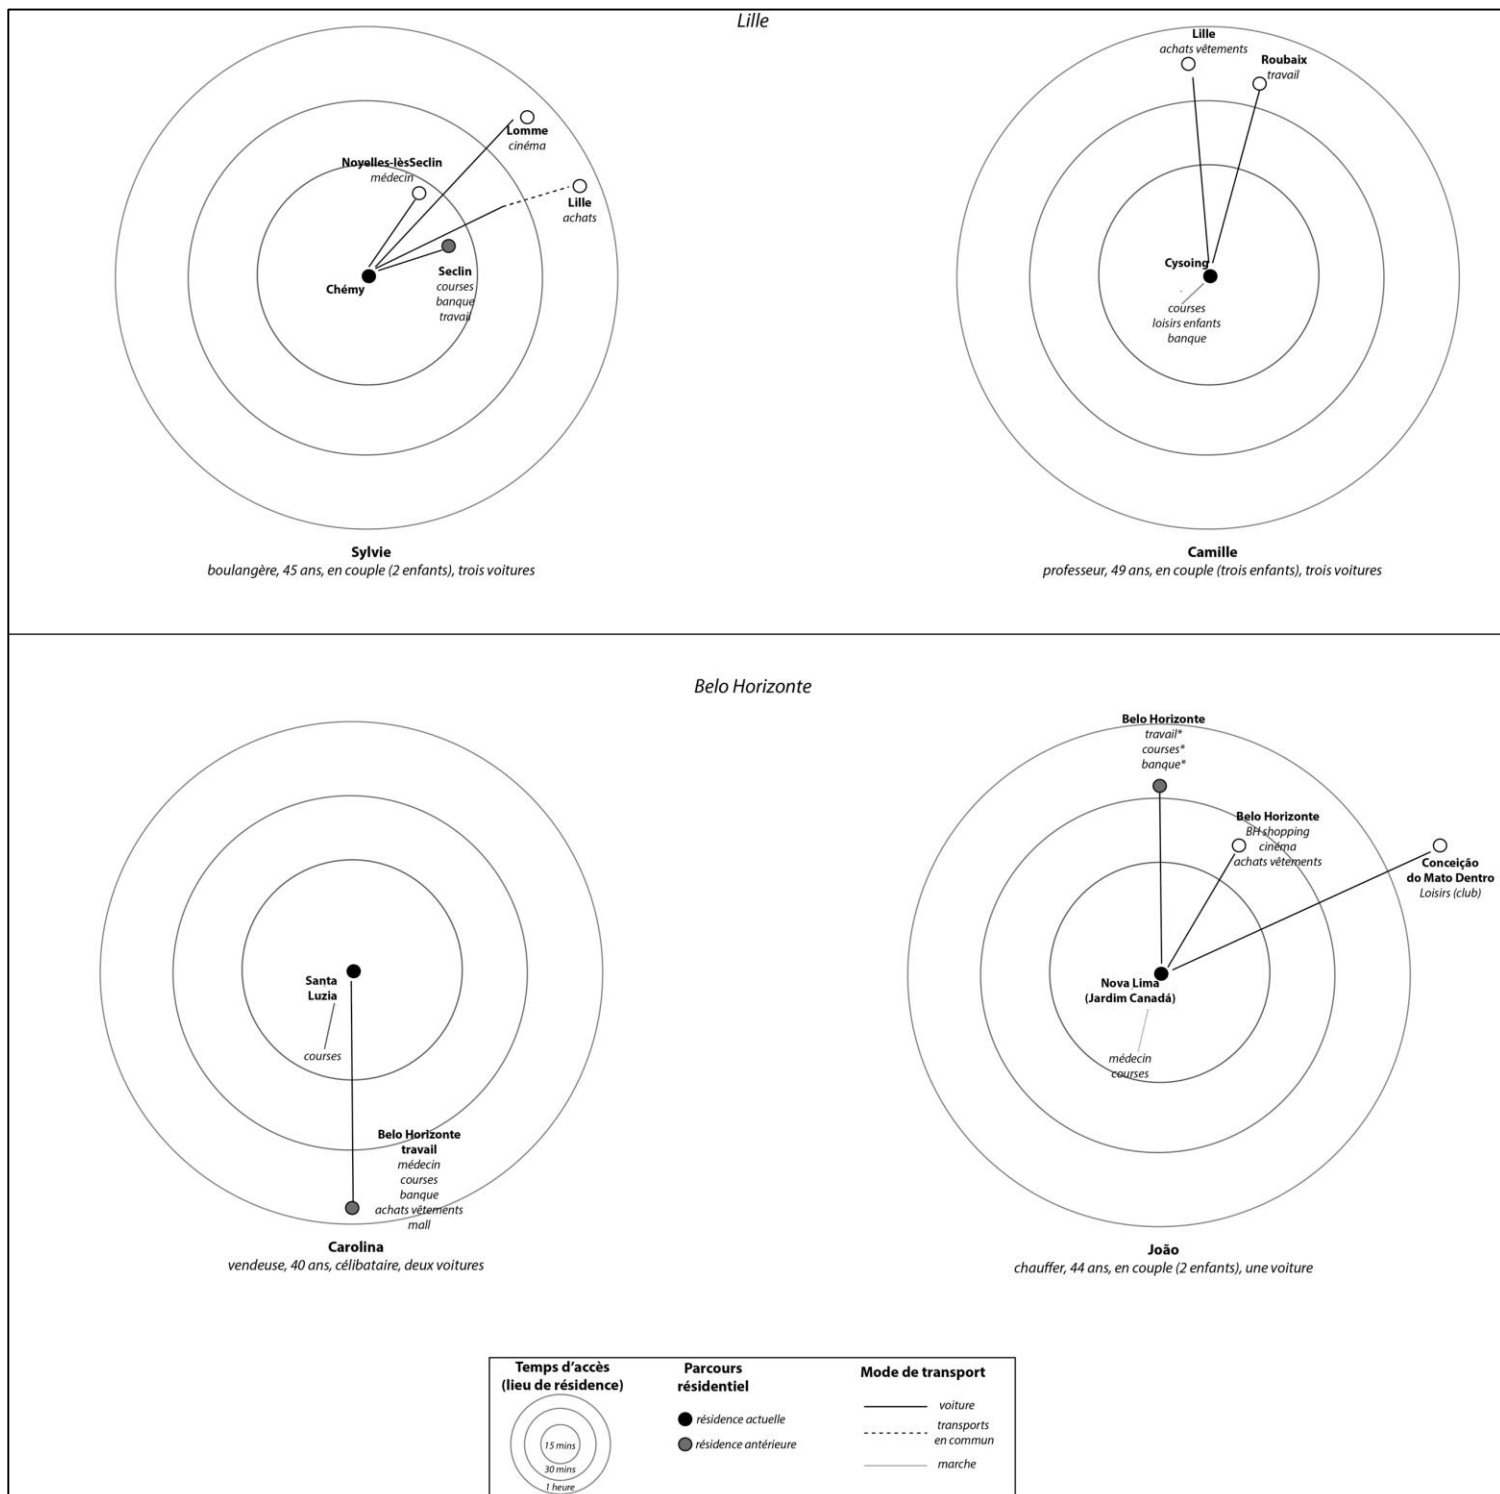 Lille
Lomme
cinéma
Noyelles-lèsSeclin
médecin
Lille
achats
Seclin
courses
banque
travail
Chémy
Sylvie
boulangère, 45 ans, en couple (2 enfants), trois voitures
Lille
achats vêtements
Roubaix
travail
Cysoing
courses
loisirs enfants
banque
Camille
professeur, 49 ans, en couple (trois enfants), trois voitures
Belo Horizonte
Santa
Luzia
courses
Belo Horizonte
travail
médecin
courses
banque
achats vêtements
mall
Carolina
vendeuse, 40 ans, célibataire, deux voitures
Belo Horizonte
travail*
courses*
banque*
Belo Horizonte
BH shopping
cinéma
achats vêtements
Conceição
do Mato Dentro
Loisirs (club)
Nova Lima
(Jardim Canadá)
médecin
courses
João
chauffer, 44 ans, en couple (2 enfants), une voiture
Temps d'accès
(lieu de résidence)
15 mins
30 mins
1 heure
Parcours
résidentiel
résidence actuelle
résidence antérieure
Mode de transport
voiture
transports
en commun
marche